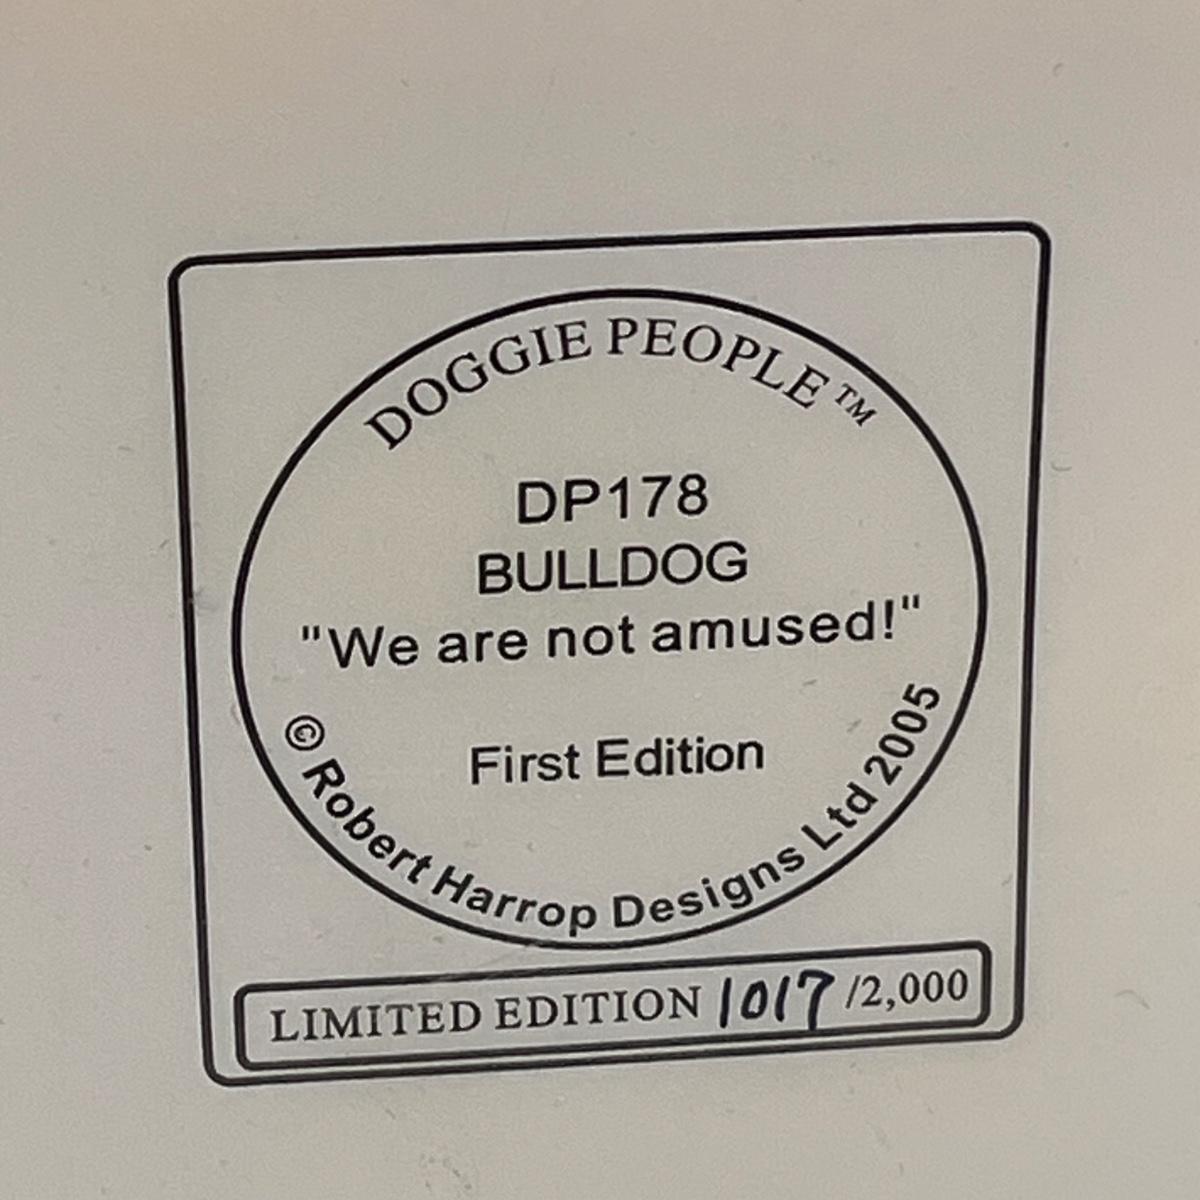 DOGGIE PEOPLE™
DP178
BULLDOG
"We are not amused!"
First Edition
© Robert Harrop Designs Ltd 2005
LIMITED EDITION 1017 /2,000